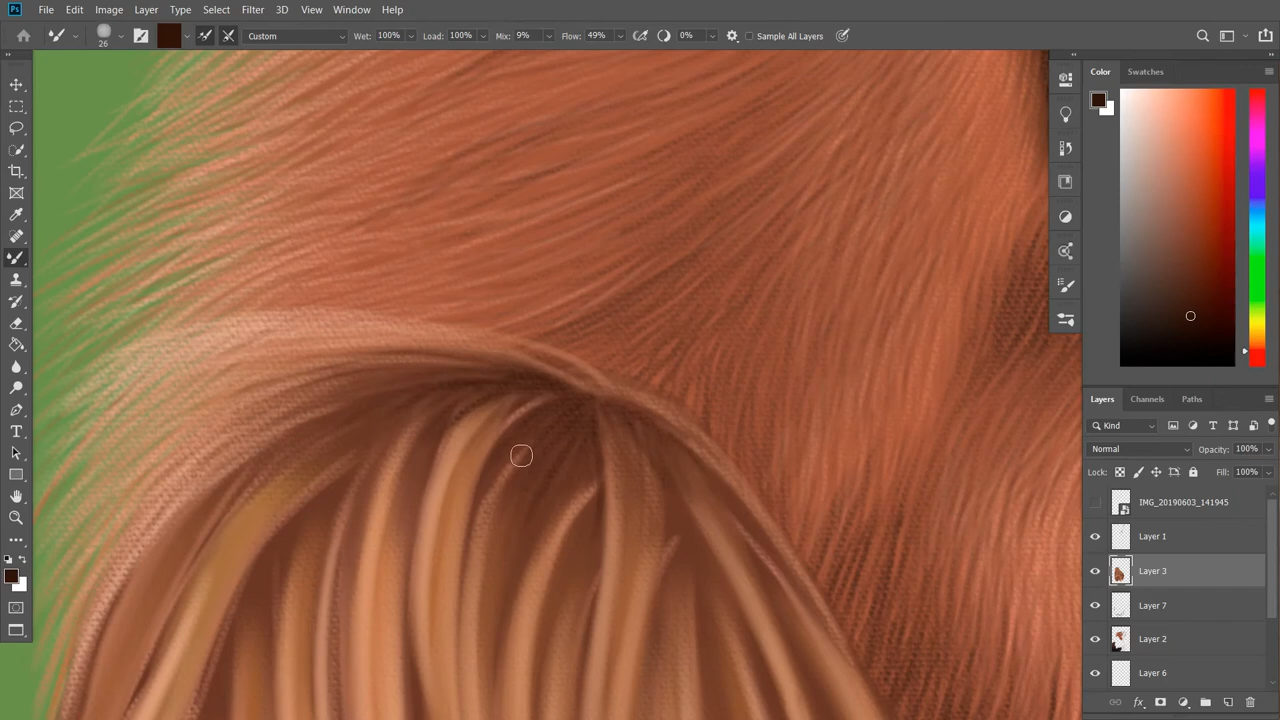 Ps File Edit Image Layer Type Select Filter 3D View Window Help
26 Custom Wet: 100% Load: 100% Mix: 9% Flow: 49% 0% Sample All Layers
Color Swatches
Layers Channels Paths
Kind
Normal Opacity: 100%
Lock: Fill: 100%
IMG_20190603_141945
Layer 1
Layer 3
Layer 7
Layer 2
Layer 6